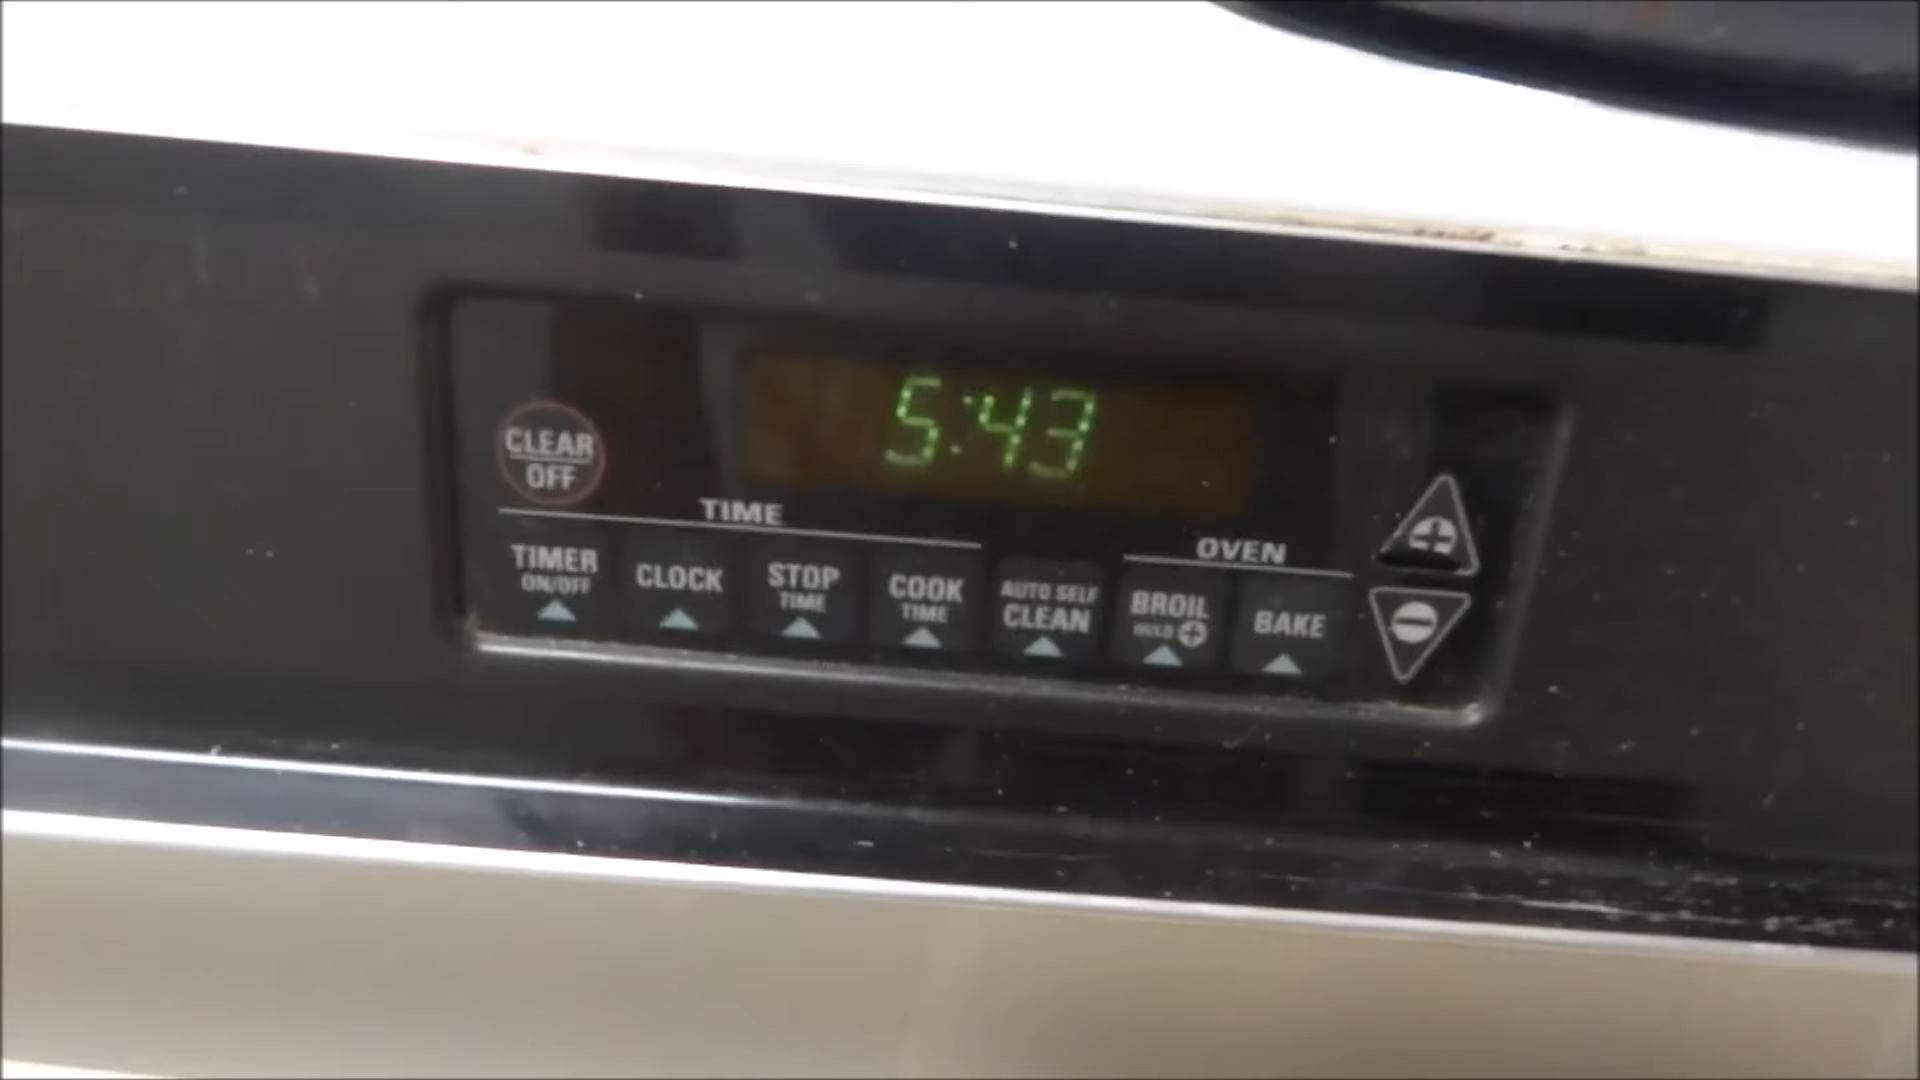 5:43
CLEAR
OFF
TIME
OVEN
TIMER
ON/OFF
CLOCK
STOP
TIME
COOK
TIME
AUTO SELF
CLEAN
BROIL
HOLD +
BAKE
+
−